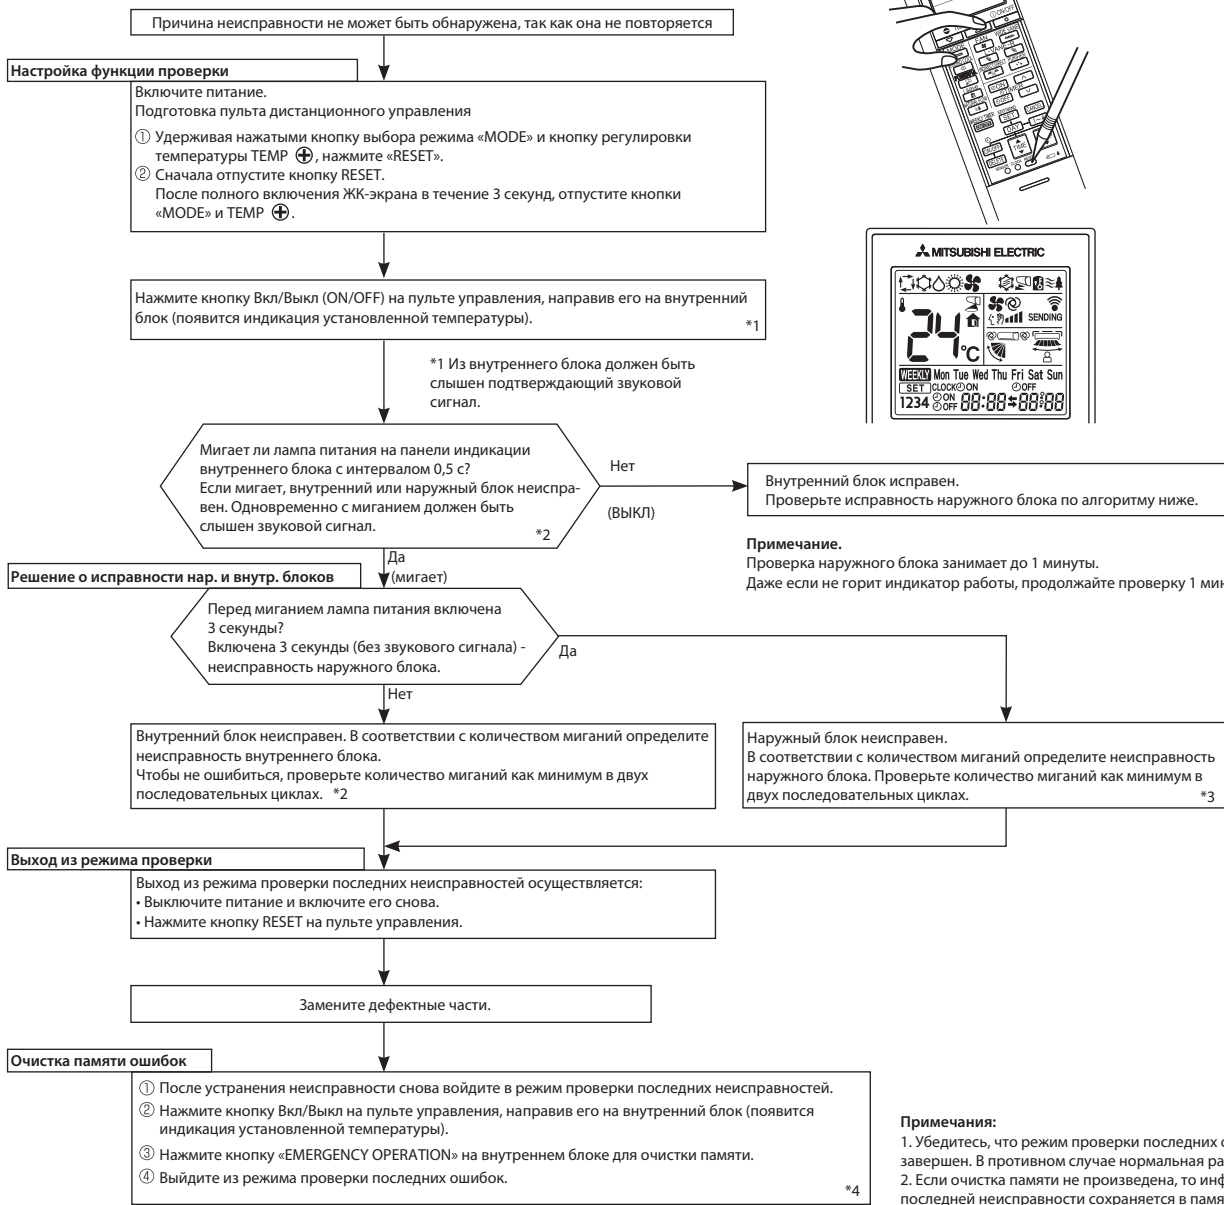 Причина неисправности не может быть обнаружена, так как она не повторяется
Настройка функции проверки
Включите питание.
Подготовка пульта дистанционного управления
① Удерживая нажатыми кнопку выбора режима «MODE» и кнопку регулировки
температуры TEMP ⊕, нажмите «RESET».
② Сначала отпустите кнопку RESET.
После полного включения ЖК-экрана в течение 3 секунд, отпустите кнопки
«MODE» и TEMP ⊕.
Нажмите кнопку Вкл/Выкл (ON/OFF) на пульте управления, направив его на внутренний
блок (появится индикация установленной температуры).
*1
*1 Из внутреннего блока должен быть
слышен подтверждающий звуковой
сигнал.
MITSUBISHI ELECTRIC
SENDING
24°C
WEEKLY Mon Tue Wed Thu Fri Sat Sun
SET CLOCK ON OFF
1234 ON OFF 88:88 88:88
Мигает ли лампа питания на панели индикации
внутреннего блока с интервалом 0,5 с?
Если мигает, внутренний или наружный блок неиспра-
вен. Одновременно с миганием должен быть
слышен звуковой сигнал.
*2
Нет
(ВЫКЛ)
Внутренний блок исправен.
Проверьте исправность наружного блока по алгоритму ниже.
Примечание.
Проверка наружного блока занимает до 1 минуты.
Даже если не горит индикатор работы, продолжайте проверку 1 мин
Да
(мигает)
Решение о исправности нар. и внутр. блоков
Перед миганием лампа питания включена
3 секунды?
Включена 3 секунды (без звукового сигнала) -
неисправность наружного блока.
Да
Нет
Внутренний блок неисправен. В соответствии с количеством миганий определите
неисправность внутреннего блока.
Чтобы не ошибиться, проверьте количество миганий как минимум в двух
последовательных циклах. *2
Наружный блок неисправен.
В соответствии с количеством миганий определите неисправность
наружного блока. Проверьте количество миганий как минимум в
двух последовательных циклах.
*3
Выход из режима проверки
Выход из режима проверки последних неисправностей осуществляется:
• Выключите питание и включите его снова.
• Нажмите кнопку RESET на пульте управления.
Замените дефектные части.
Очистка памяти ошибок
① После устранения неисправности снова войдите в режим проверки последних неисправностей.
② Нажмите кнопку Вкл/Выкл на пульте управления, направив его на внутренний блок (появится
индикация установленной температуры).
③ Нажмите кнопку «EMERGENCY OPERATION» на внутреннем блоке для очистки памяти.
④ Выйдите из режима проверки последних ошибок.
*4
Примечания:
1. Убедитесь, что режим проверки последних
завершен. В противном случае нормальная
2. Если очистка памяти не произведена, то
последней неисправности сохраняется в